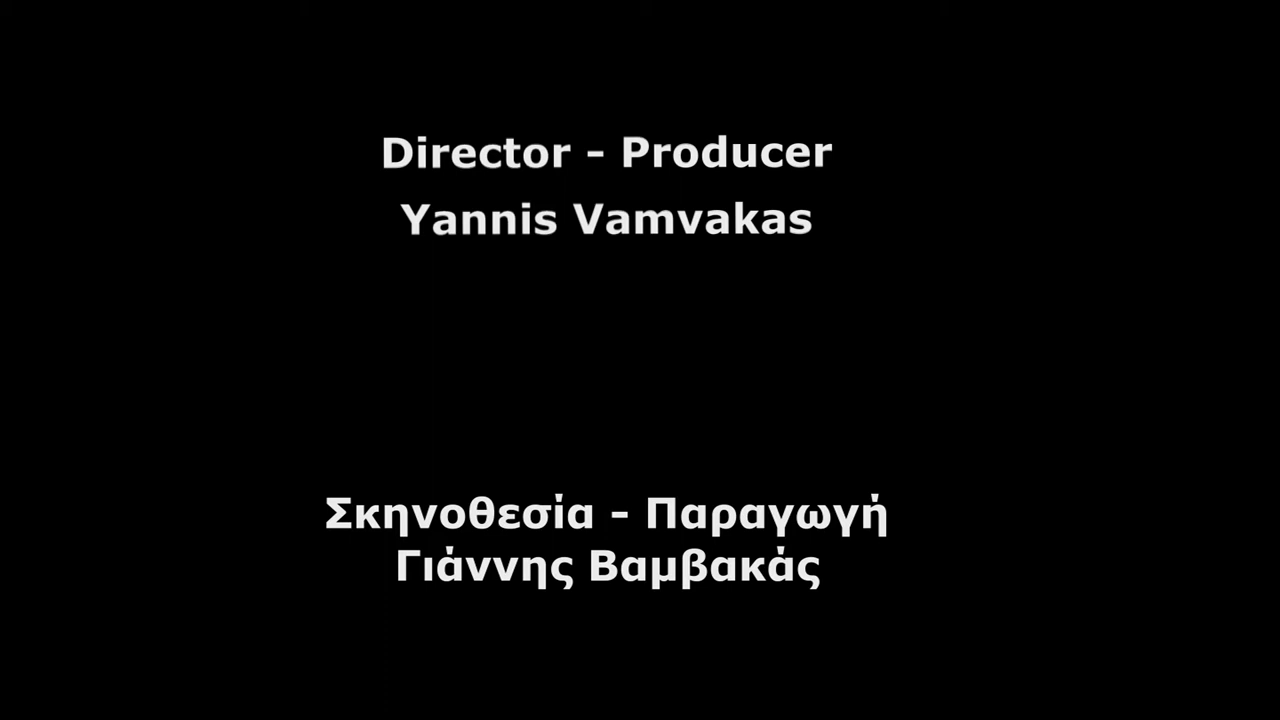 Director - Producer
Yannis Vamvakas
Σκηνοθεσία - Παραγωγή
Γιάννης Βαμβακάς